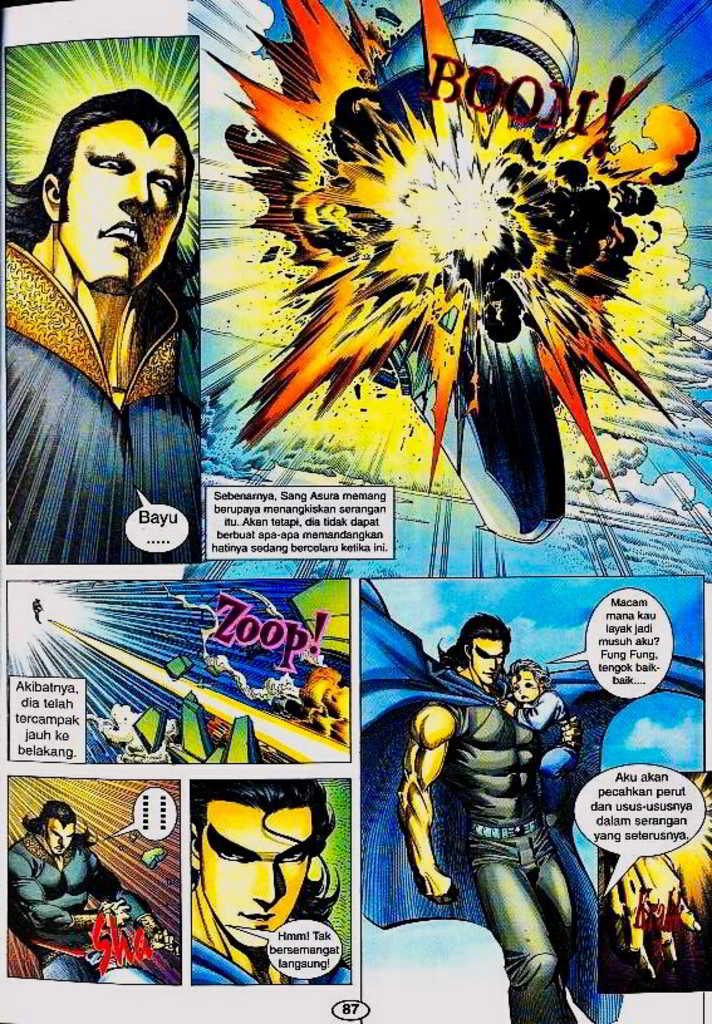 BOOM!
Bayu
.....
Sebenarnya, Sang Asura memang
berupaya menangkiskan serangan
itu. Akan tetapi, dia tidak dapat
berbuat apa-apa memandangkan
hatinya sedang bercelaru ketika ini.
Zoop!
Akibatnya,
dia telah
tercampak
jauh ke
belakang.
Macam
mana kau
layak jadi
musuh aku?
Fung Fung,
tengok baik-
baik....
Aku akan
pecahkan perut
dan usus-ususnya
dalam serangan
yang seterusnya.
!!!!
Hmm! Tak
bersemangat
langsung!
87